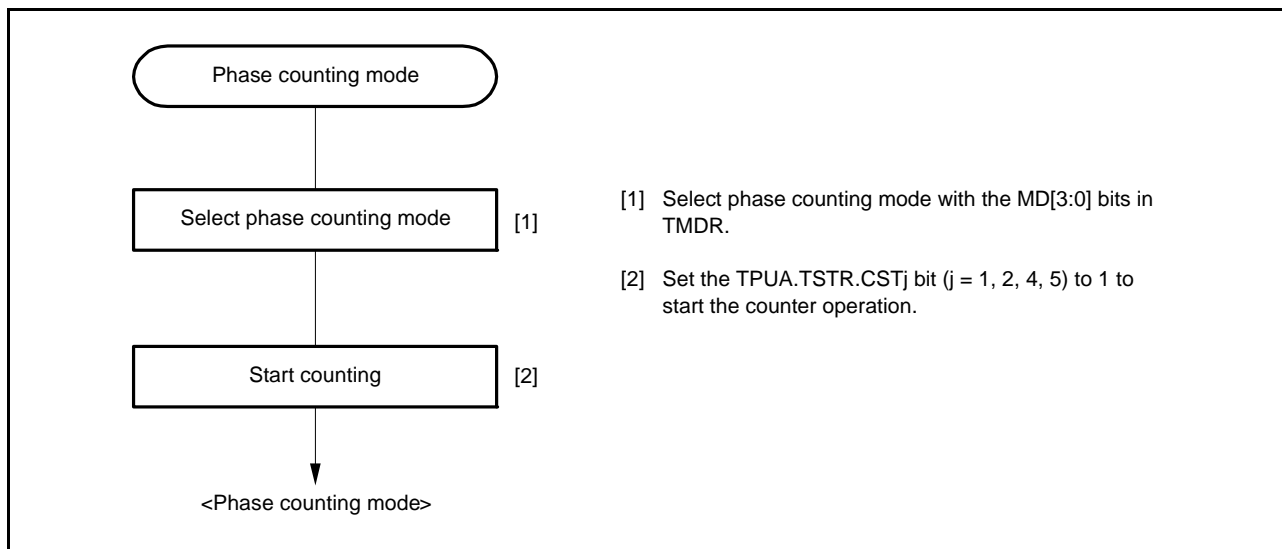 Phase counting mode
Select phase counting mode [1]
[1] Select phase counting mode with the MD[3:0] bits in
TMDR.
[2] Set the TPUA.TSTR.CSTj bit (j = 1, 2, 4, 5) to 1 to
start the counter operation.
Start counting [2]
<Phase counting mode>